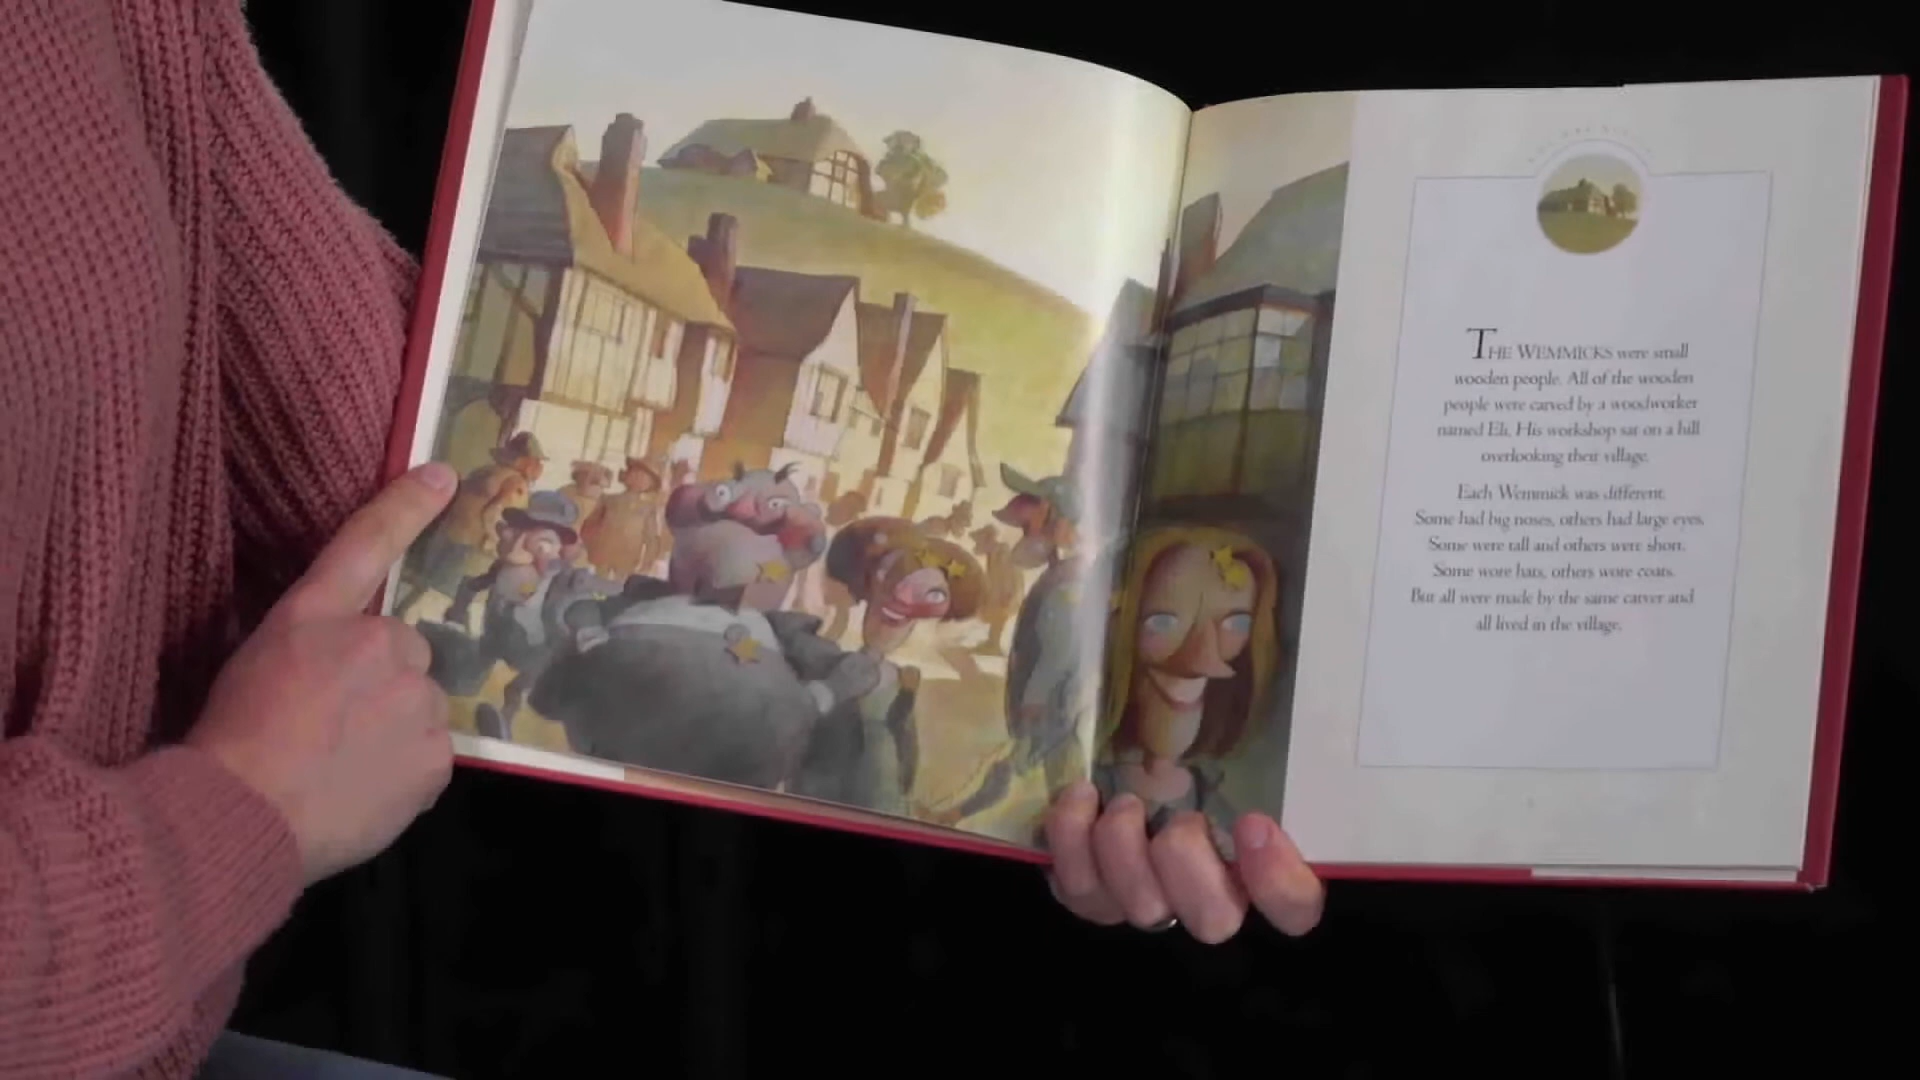 THE WEMMICKS were small
wooden people. All of the wooden
people were carved by a woodworker
named Eli. His workshop sat on a hill
overlooking their village.
Each Wemmick was different.
Some had big noses, others had large eyes.
Some were tall and others were short.
Some wore hats, others wore coats.
But all were made by the same carver and
all lived in the village.